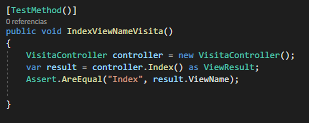 [TestMethod()]
0 referencias
public void IndexViewNameVisita()
{
VisitaController controller = new VisitaController();
var result = controller.Index() as ViewResult;
Assert.AreEqual("Index", result.ViewName);
}